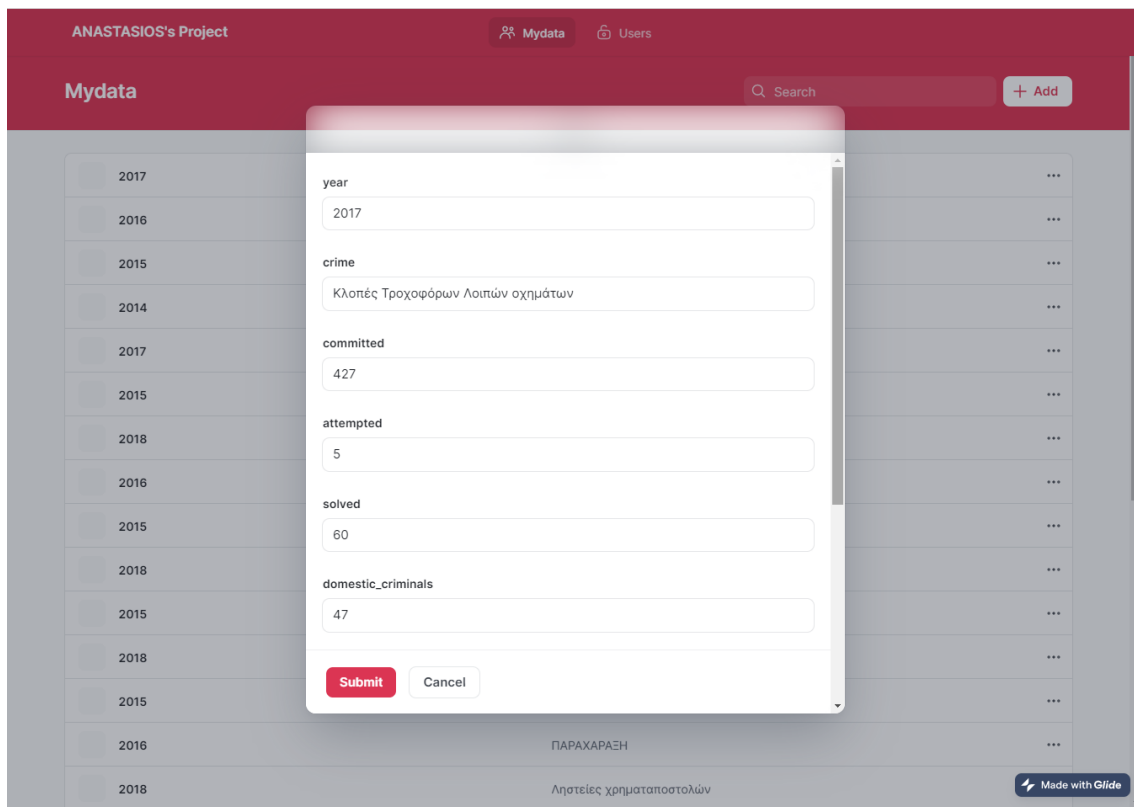 ANASTASIOS's Project
Mydata
Users
Mydata
Search
+ Add
2017
2016
2015
2014
2017
2015
2018
2016
2015
2018
2015
2018
2015
2016 ΠΑΡΑΧΑΡΑΞΗ
2018 Ληστείες χρηματαποστολών
year
2017
crime
Κλοπές Τροχοφόρων Λοιπών οχημάτων
committed
427
attempted
5
solved
60
domestic_criminals
47
Submit
Cancel
Made with Glide